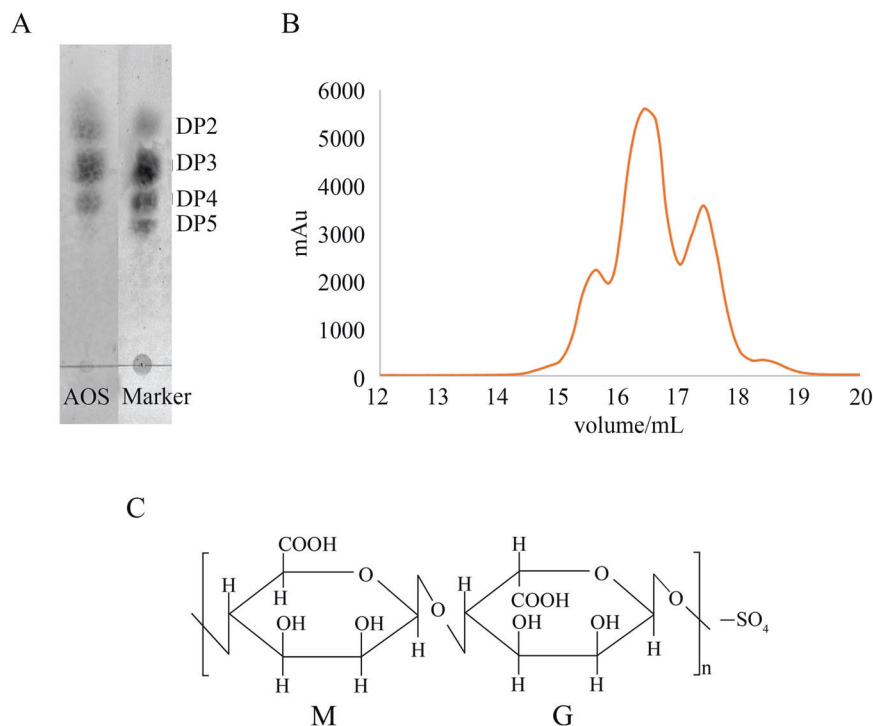 A
DP2
DP3
DP4
DP5
AOS Marker
B
6000
5000
4000
3000
2000
1000
0
mAu
12 13 14 15 16 17 18 19 20
volume/mL
C
COOH H
H O H O
H COOH O
OH OH O OH OH —SO₄
H H
H H H H n
M G